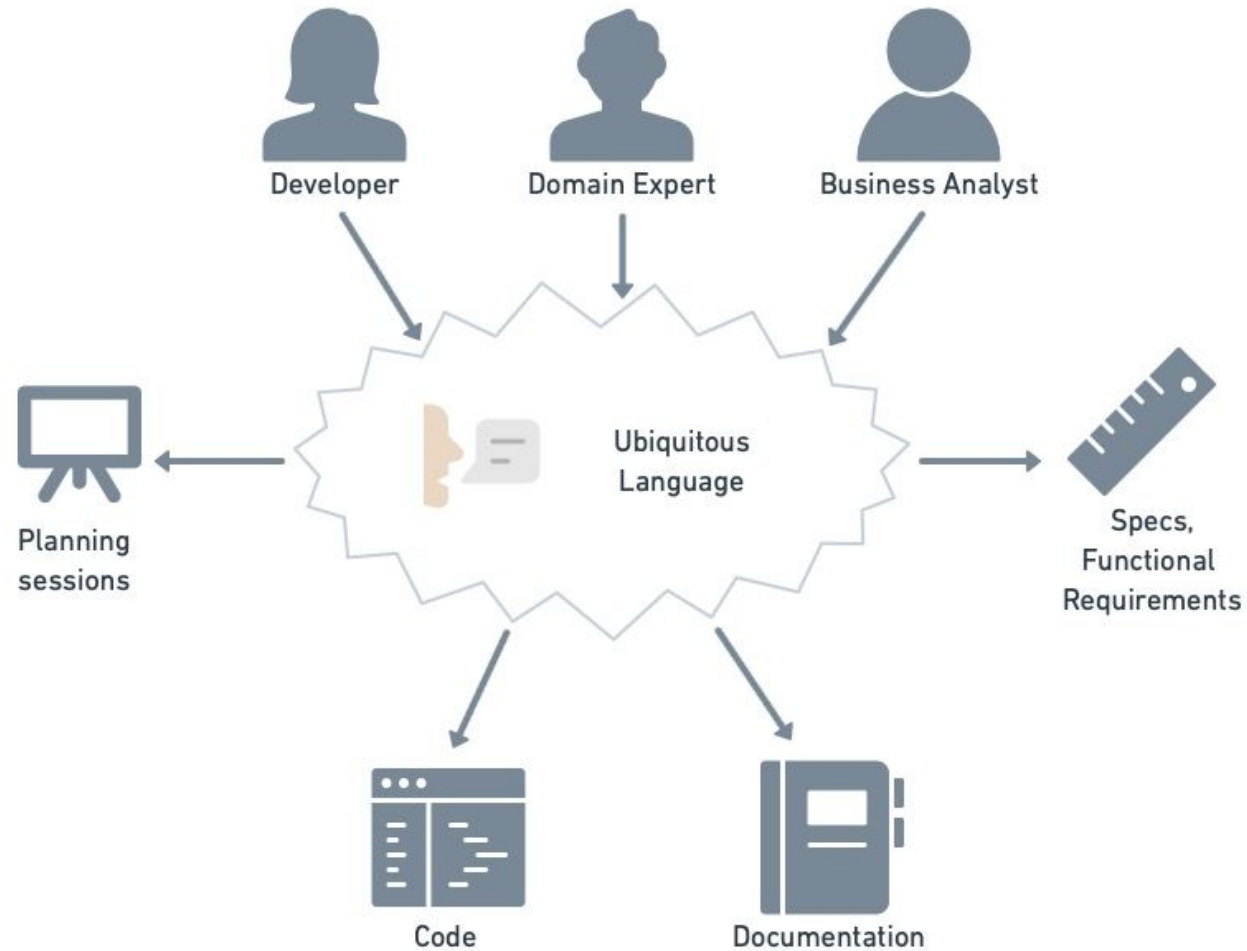 Developer
Domain Expert
Business Analyst
Ubiquitous
Language
Planning
sessions
Specs,
Functional
Requirements
Code
Documentation